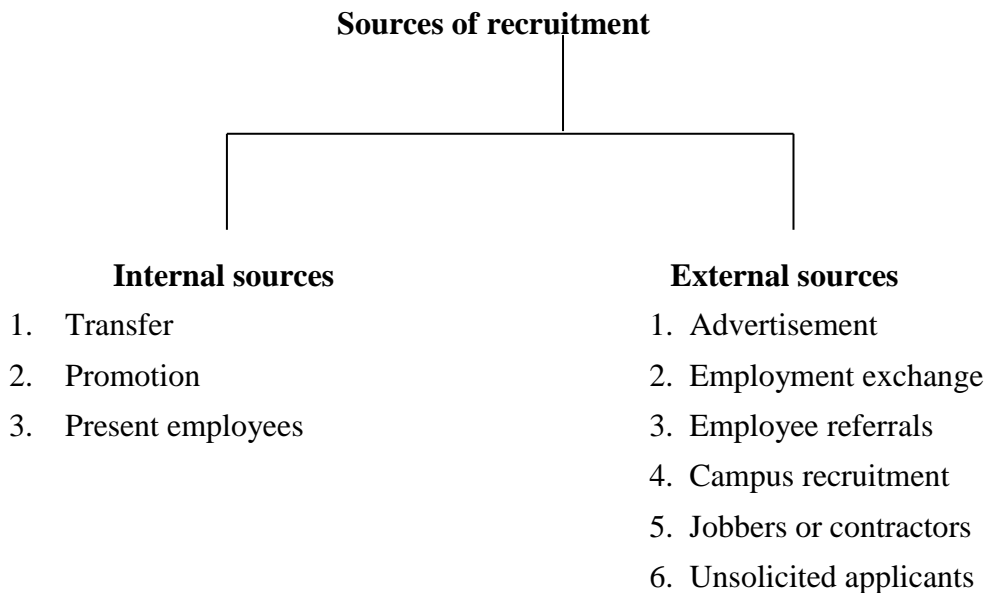 Sources of recruitment
Internal sources
1. Transfer
2. Promotion
3. Present employees
External sources
1. Advertisement
2. Employment exchange
3. Employee referrals
4. Campus recruitment
5. Jobbers or contractors
6. Unsolicited applicants